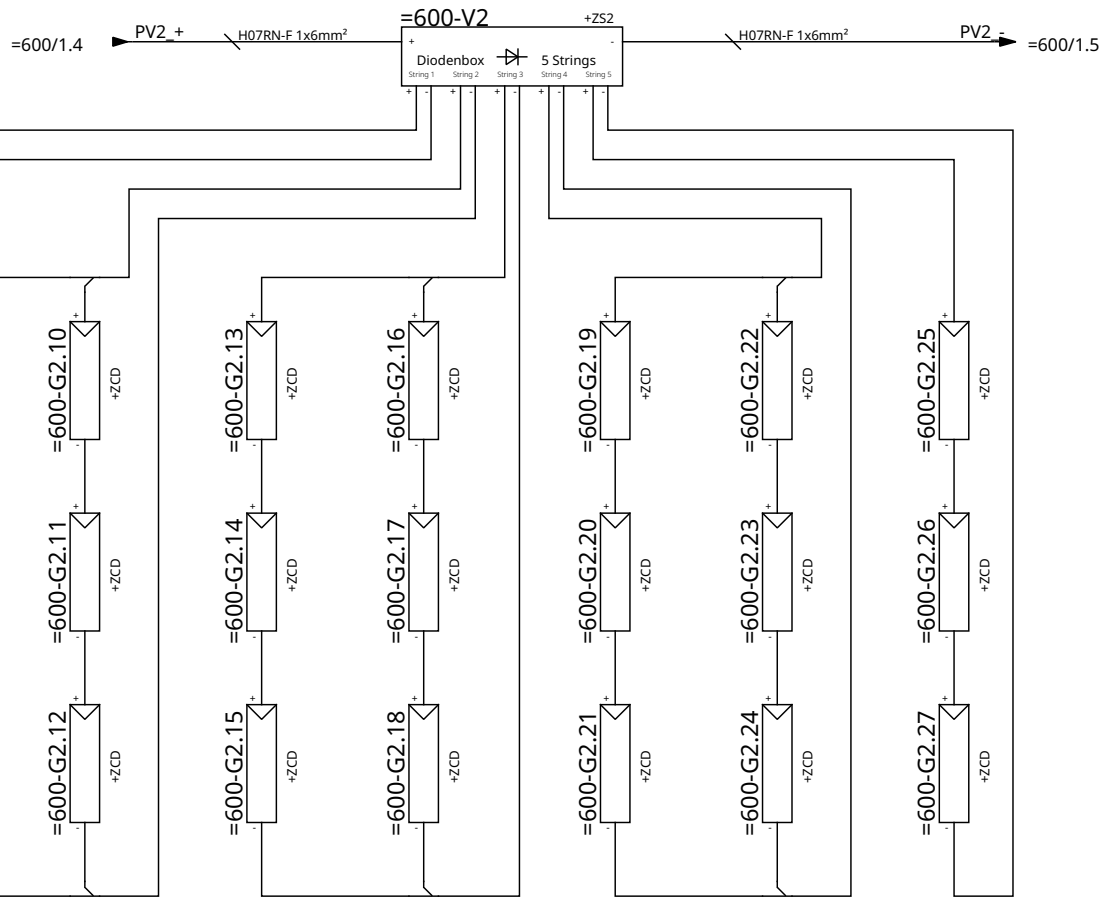 =600-V2
+ZS2
=600/1.4
PV2_+
H07RN-F 1x6mm²
H07RN-F 1x6mm²
PV2_-
=600/1.5
+ -
Diodenbox 5 Strings
String 1 String 2 String 3 String 4 String 5
+ - + - + - + - + -
+ + + + + +
=600-G2.10 +ZCD
=600-G2.13 +ZCD
=600-G2.16 +ZCD
=600-G2.19 +ZCD
=600-G2.22 +ZCD
=600-G2.25 +ZCD
- - - - - -
+ + + + + +
=600-G2.11 +ZCD
=600-G2.14 +ZCD
=600-G2.17 +ZCD
=600-G2.20 +ZCD
=600-G2.23 +ZCD
=600-G2.26 +ZCD
- - - - - -
+ + + + + +
=600-G2.12 +ZCD
=600-G2.15 +ZCD
=600-G2.18 +ZCD
=600-G2.21 +ZCD
=600-G2.24 +ZCD
=600-G2.27 +ZCD
- - - - - -